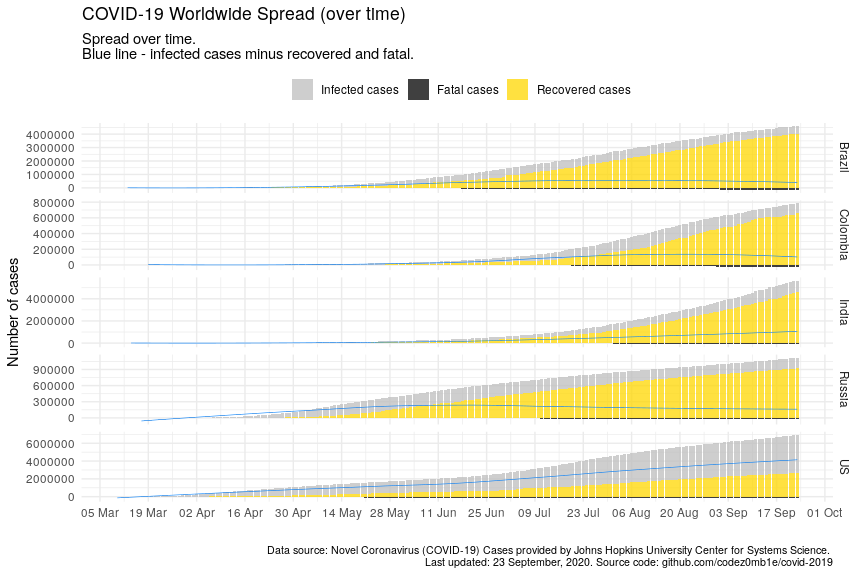 COVID-19 Worldwide Spread (over time)
Spread over time.
Blue line - infected cases minus recovered and fatal.
Infected cases Fatal cases Recovered cases
Number of cases
4000000
3000000
2000000
1000000
0
Brazil
800000
600000
400000
200000
0
Colombia
4000000
2000000
0
India
900000
600000
300000
0
Russia
6000000
4000000
2000000
0
US
05 Mar 19 Mar 02 Apr 16 Apr 30 Apr 14 May 28 May 11 Jun 25 Jun 09 Jul 23 Jul 06 Aug 20 Aug 03 Sep 17 Sep 01 Oct
Data source: Novel Coronavirus (COVID-19) Cases provided by Johns Hopkins University Center for Systems Science.
Last updated: 23 September, 2020. Source code: github.com/codez0mb1e/covid-2019